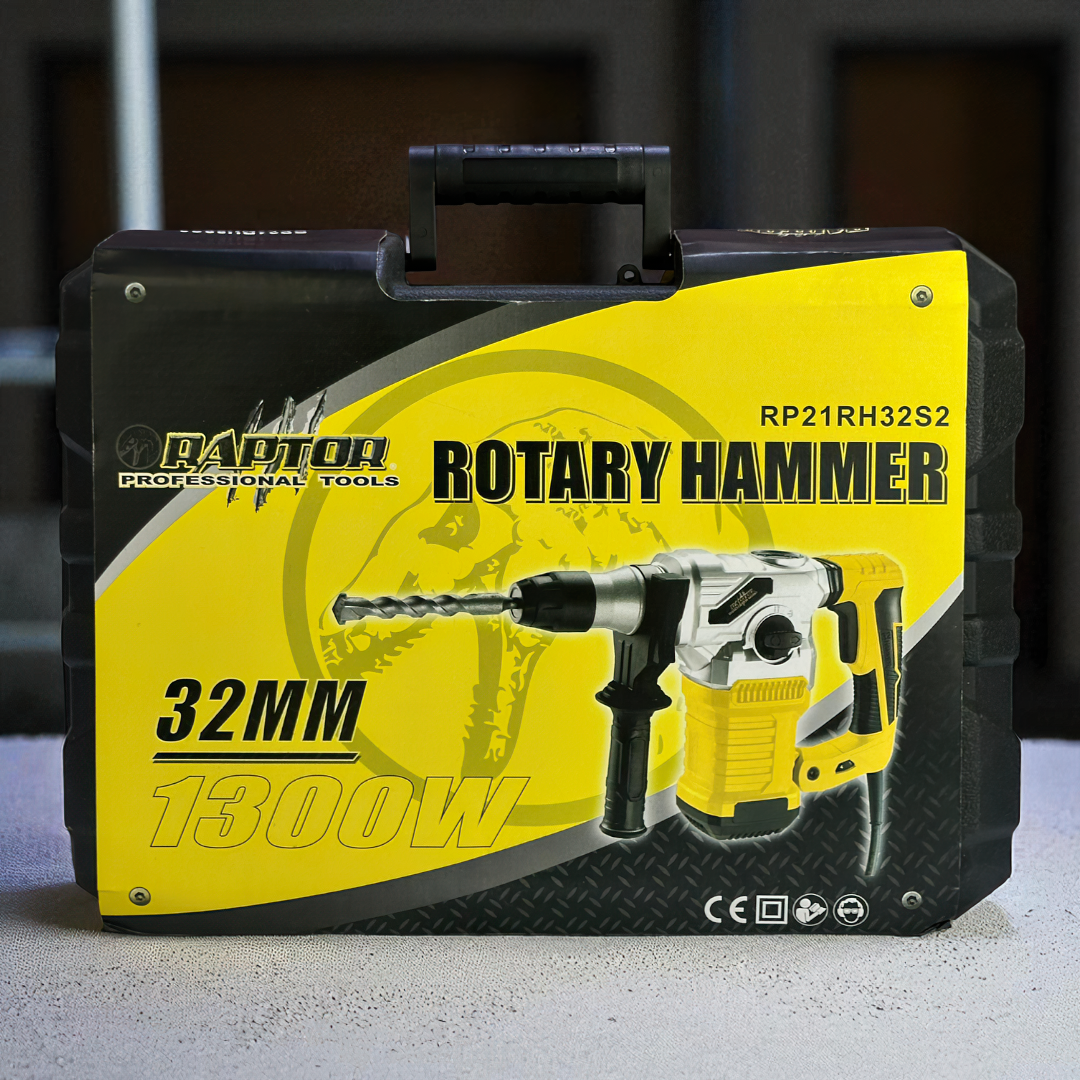 RP21RH32S2
RAPTOR
PROFESSIONAL TOOLS
ROTARY HAMMER
32MM
1300W
CE